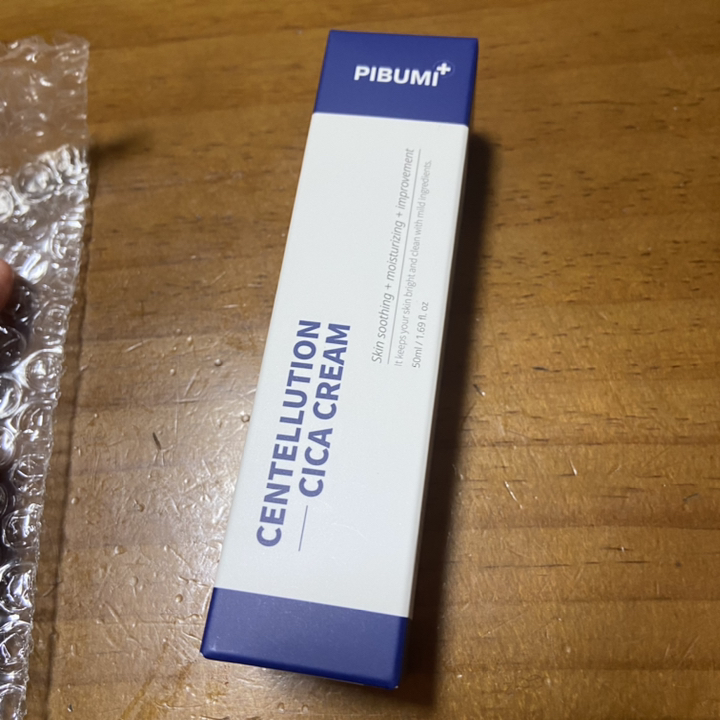 PIBUMI+
CENTELLUTION
CICA CREAM
Skin soothing + moisturizing + improvement
It keeps your skin bright and clean with mild ingredients.
50ml / 1.69 fl. oz